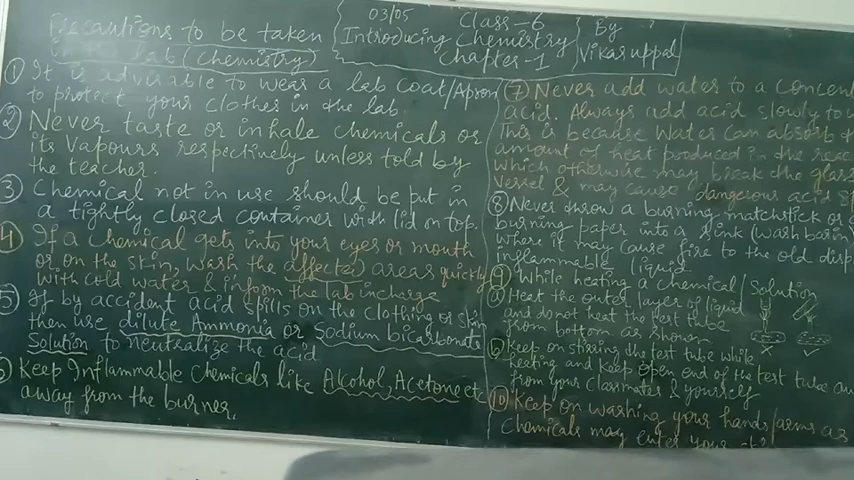 Precautions to be taken
in the lab (Chemistry)
03/05 Class-6
Introducing Chemistry
Chapter-1
By
Vikas uppal
① It is advirable to wear a lab coat/Apron
to protect your clothes in the lab.
② Never taste or inhale chemicals or
its Vapours respectively unless told by
the teacher.
③ Chemical not in use should be put in
a tightly closed container with lid on top.
④ If a Chemical gets into your eyes or mouth
or on the skin, wash the affected areas quickly
with cold water & inform the lab incharge
⑤ If by accident acid spills on the clothing or skin
then use dilute Ammonia or Sodium bicarbonate
Solution to neutralize the acid
Keep Inflammable Chemicals like Alcohol, Acetone etc
away from the burner.
⑦ Never add water to a Concent
acid. Always add acid slowly to
This is because Water can absorb
amount of heat produced in the reac
which otherwise may break the glass
Vessel & may cause dangerous acid sp
⑧ Never throw a burning matchstick or
burning paper into a sink (wash basin
where it may cause fire to the old disp
inflammable liquid
⑨ While heating a chemical/Solution
ⓐ Heat the outer layer of liquid
and do not heat the test tube
from bottom as shown
× ✓
ⓑ Keep on stirring the test tube while
heating and keep open end of the test tube
from your classmates & yourself
⑩ Keep on washing your hands/arms as
Chemicals may enter your